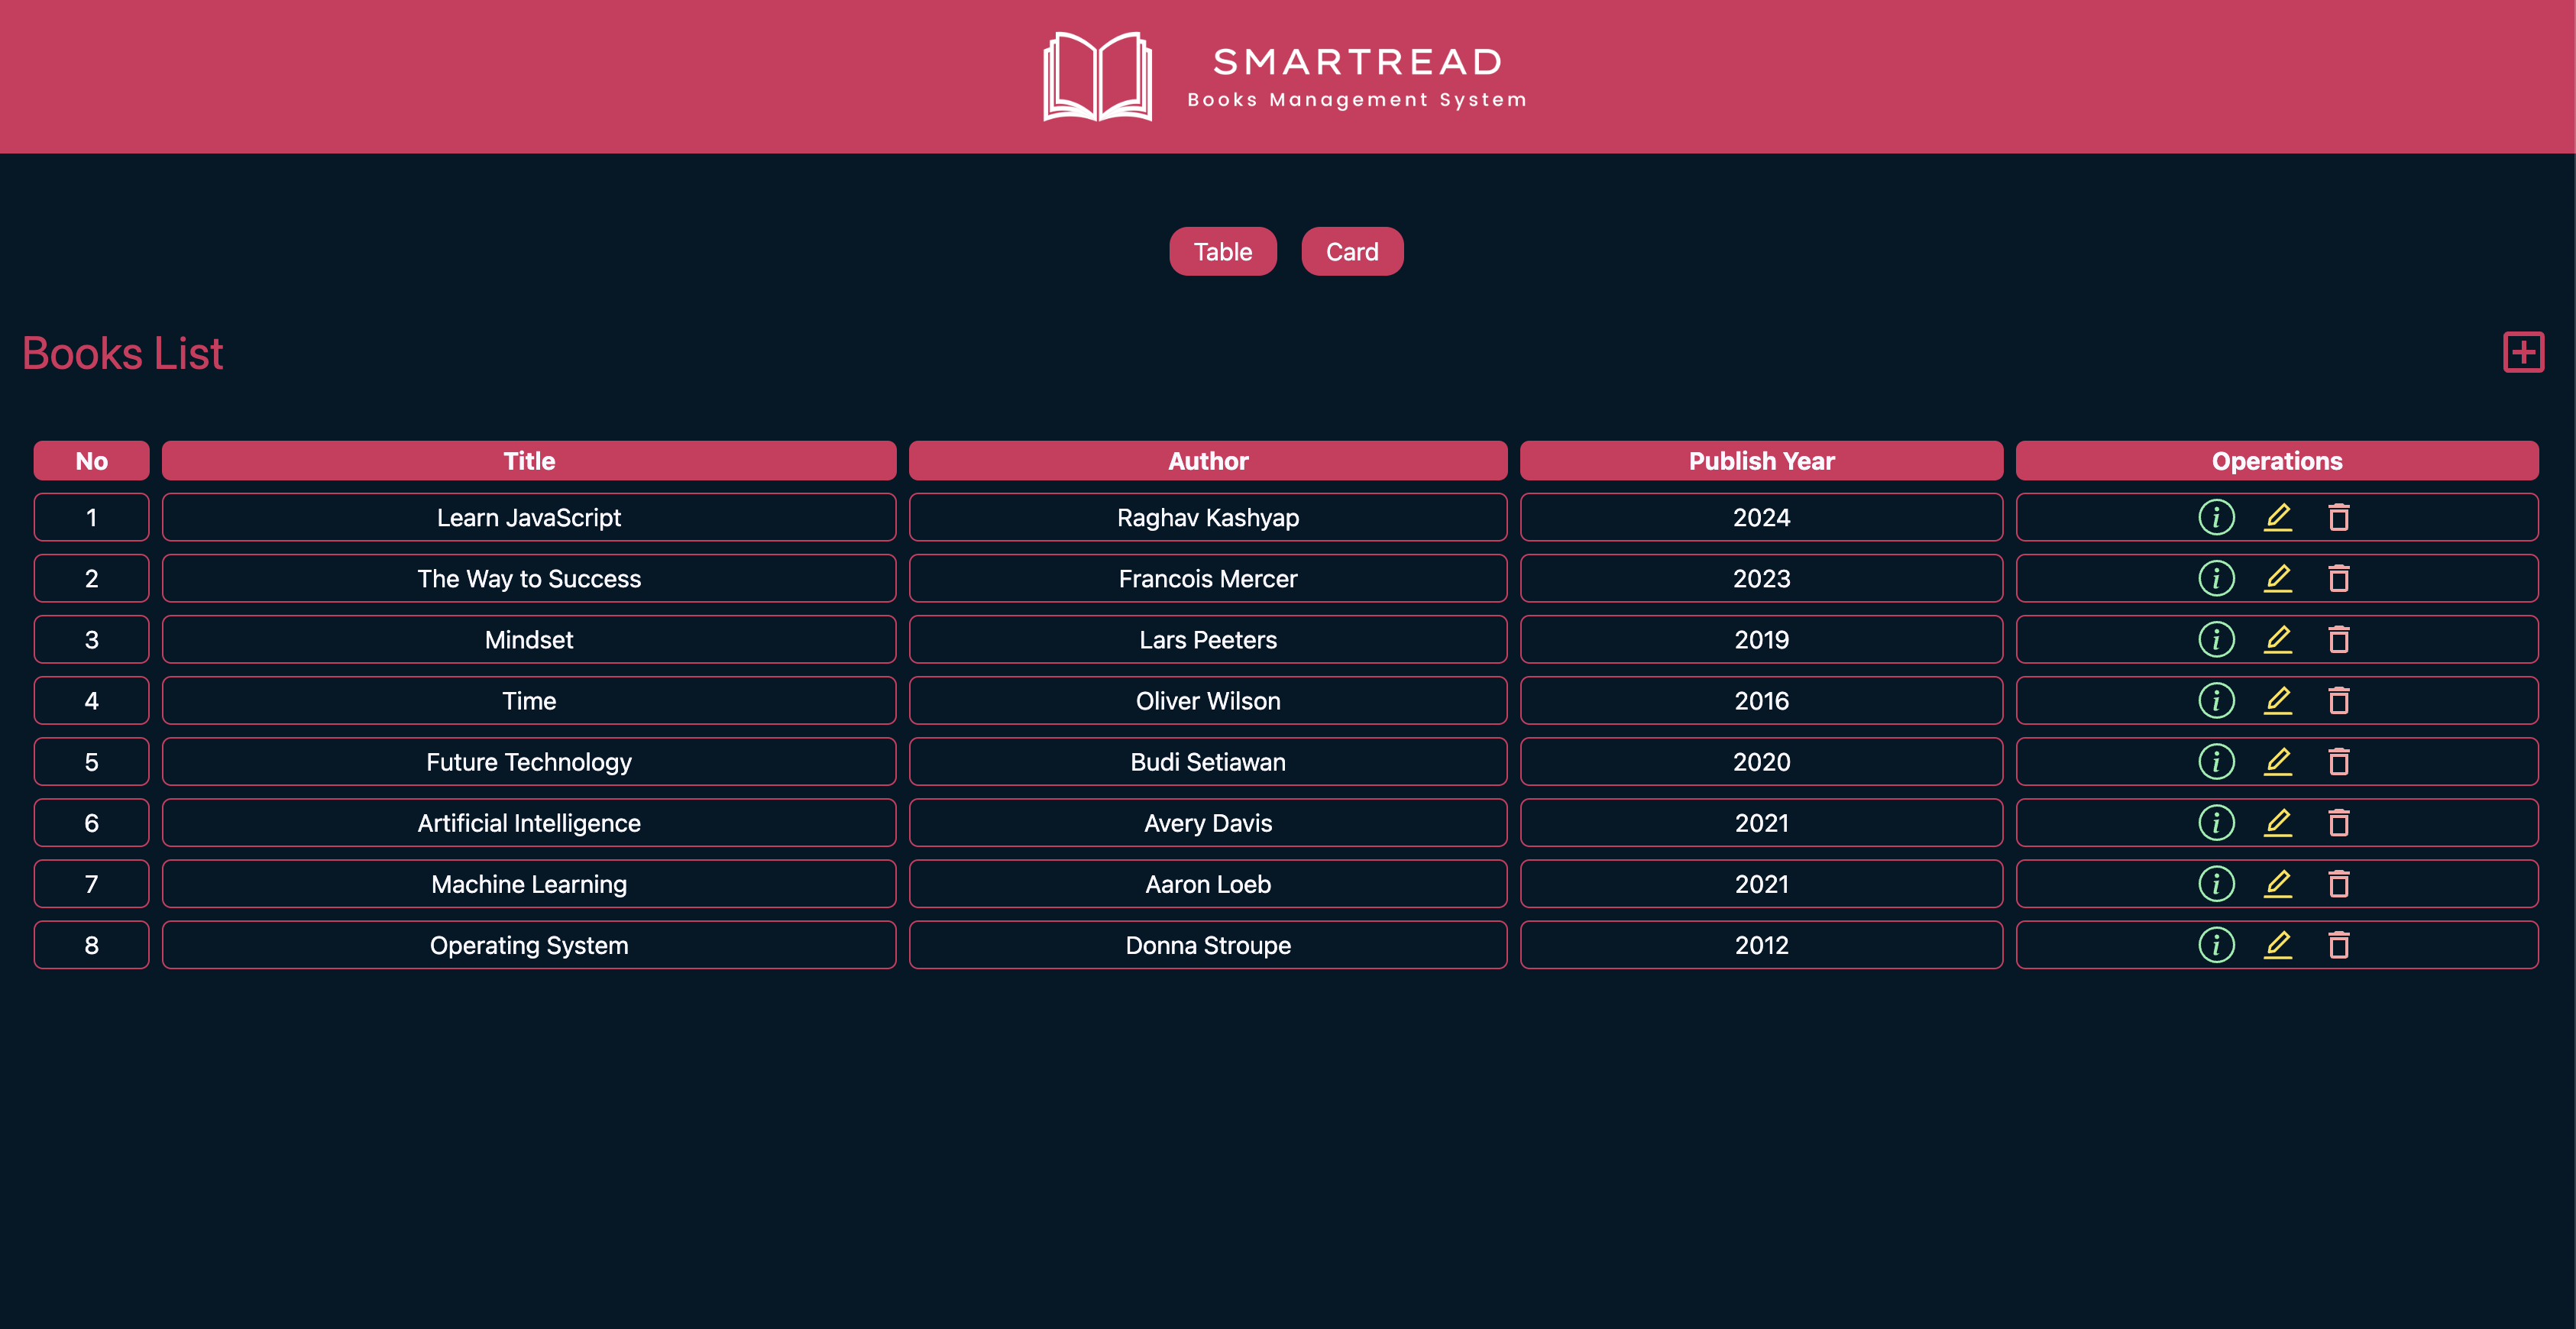 SMARTREAD
Books Management System
Table Card
Books List
No Title Author Publish Year Operations
1 Learn JavaScript Raghav Kashyap 2024
2 The Way to Success Francois Mercer 2023
3 Mindset Lars Peeters 2019
4 Time Oliver Wilson 2016
5 Future Technology Budi Setiawan 2020
6 Artificial Intelligence Avery Davis 2021
7 Machine Learning Aaron Loeb 2021
8 Operating System Donna Stroupe 2012